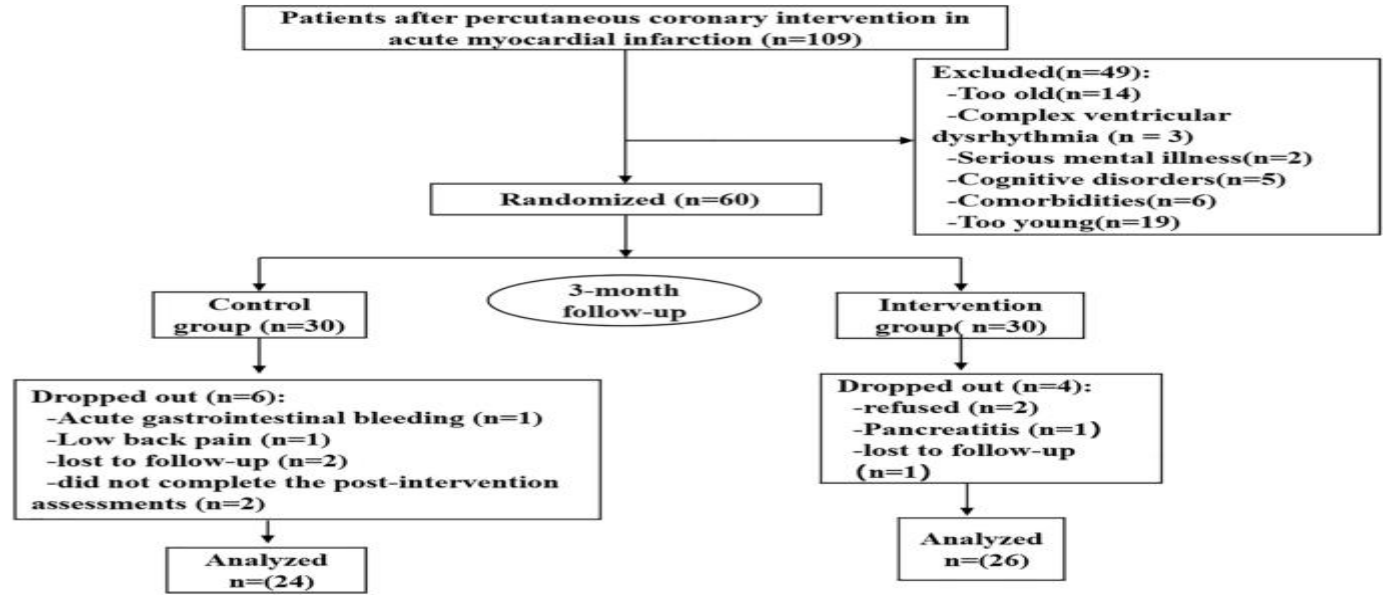 Patients after percutaneous coronary intervention in
acute myocardial infarction (n=109)
Excluded(n=49):
-Too old(n=14)
-Complex ventricular
dysrhythmia (n = 3)
-Serious mental illness(n=2)
-Cognitive disorders(n=5)
-Comorbidities(n=6)
-Too young(n=19)
Randomized (n=60)
Control
group (n=30)
3-month
follow-up
Intervention
group( n=30)
Dropped out (n=6):
-Acute gastrointestinal bleeding (n=1)
-Low back pain (n=1)
-lost to follow-up (n=2)
-did not complete the post-intervention
assessments (n=2)
Dropped out (n=4):
-refused (n=2)
-Pancreatitis (n=1)
-lost to follow-up
(n=1)
Analyzed
n=(24)
Analyzed
n=(26)